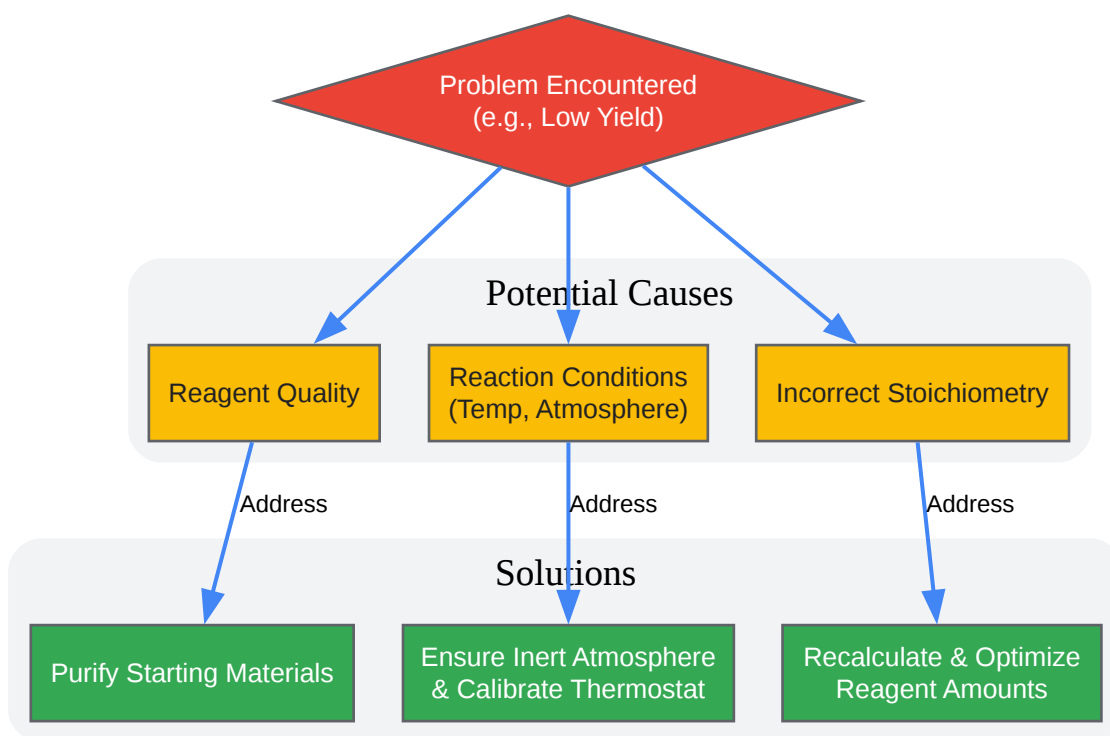 Problem Encountered
(e.g., Low Yield)
Potential Causes
Reagent Quality
Reaction Conditions
(Temp, Atmosphere)
Incorrect Stoichiometry
Address
Address
Address
Solutions
Purify Starting Materials
Ensure Inert Atmosphere
& Calibrate Thermostat
Recalculate & Optimize
Reagent Amounts